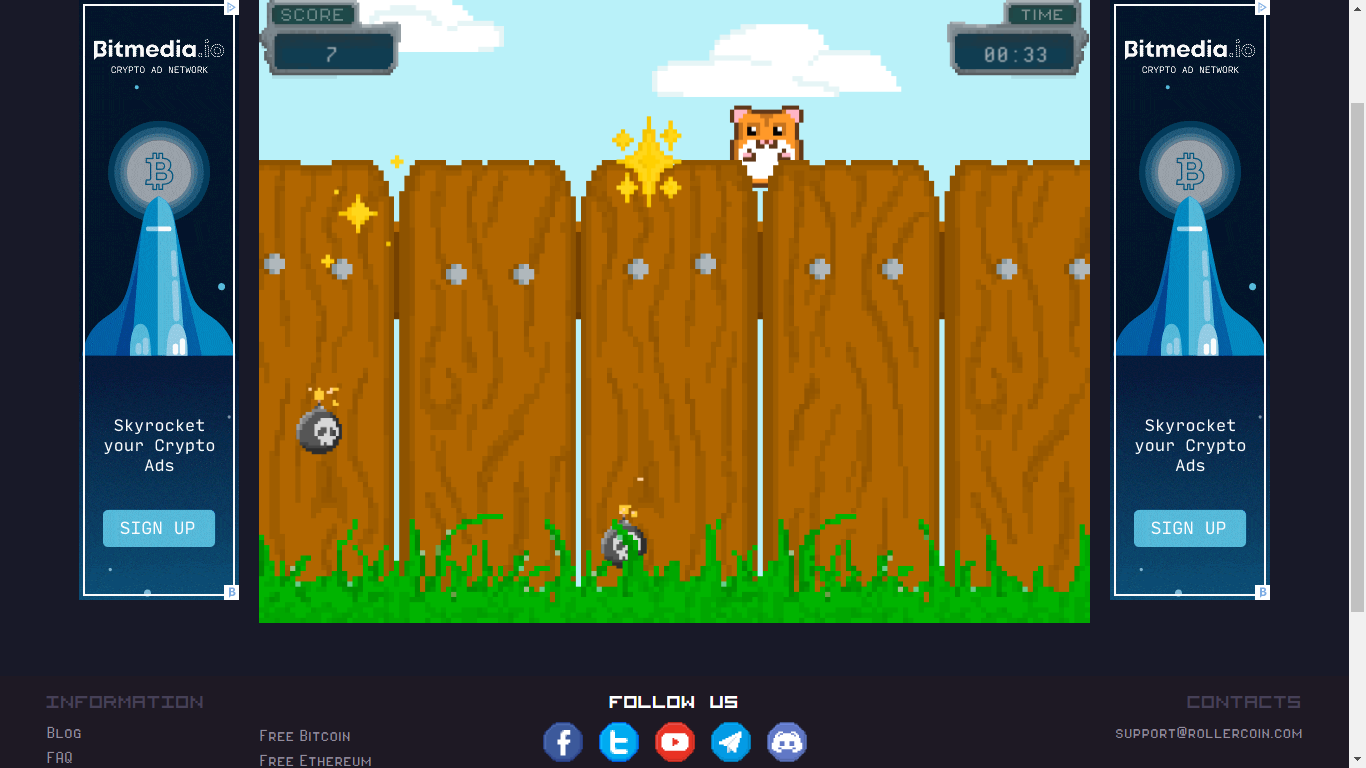 SCORE
7
TIME
00:33
Bitmedia.io
CRYPTO AD NETWORK
Skyrocket
your Crypto
Ads
SIGN UP
Bitmedia.io
CRYPTO AD NETWORK
Skyrocket
your Crypto
Ads
SIGN UP
INFORMATION
Blog
FAQ
Free Bitcoin
Free Ethereum
FOLLOW US
CONTACTS
SUPPORT@ROLLERCOIN.COM